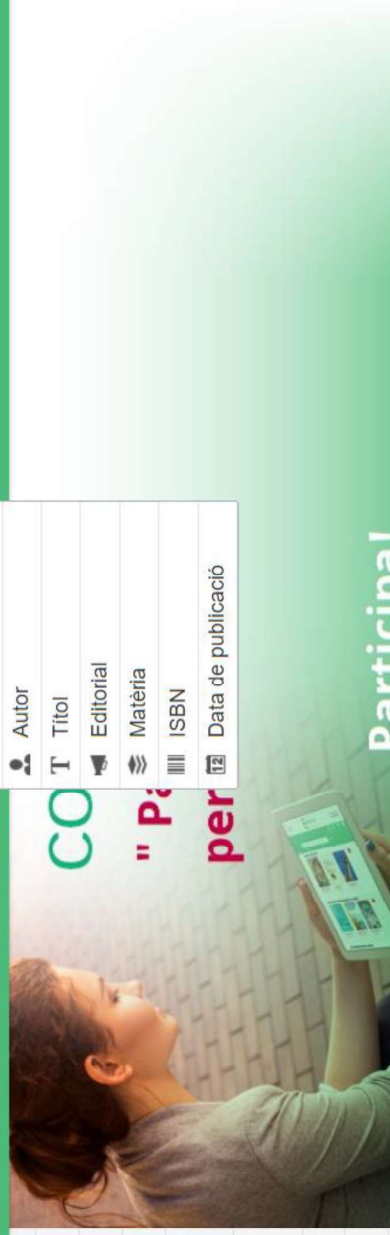 Autor
Títol
Editorial
Matèria
ISBN
Data de publicació
CO
" Pa
per
Participa!